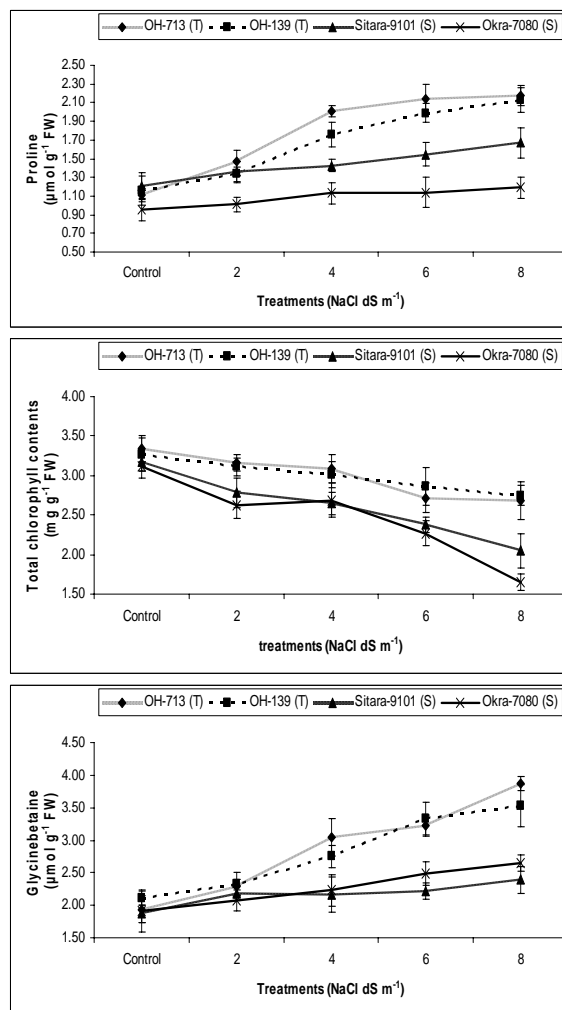 OH-713 (T) OH-139 (T) Sitara-9101 (S) Okra-7080 (S)
Proline
(µmol g⁻¹ FW)
2.50
2.30
2.10
1.90
1.70
1.50
1.30
1.10
0.90
0.70
0.50
Control 2 4 6 8
Treatments (NaCl dS m⁻¹)
OH-713 (T) OH-139 (T) Sitara-9101 (S) Okra-7080 (S)
Total chlorophyll contents
(mg g⁻¹ FW)
4.00
3.50
3.00
2.50
2.00
1.50
Control 2 4 6 8
treatments (NaCl dS m⁻¹)
OH-713 (T) OH-139 (T) Sitara-9101 (S) Okra-7080 (S)
Glycinebetaine
(µmol g⁻¹ FW)
4.50
4.00
3.50
3.00
2.50
2.00
1.50
Control 2 4 6 8
Treatments (NaCl dS m⁻¹)